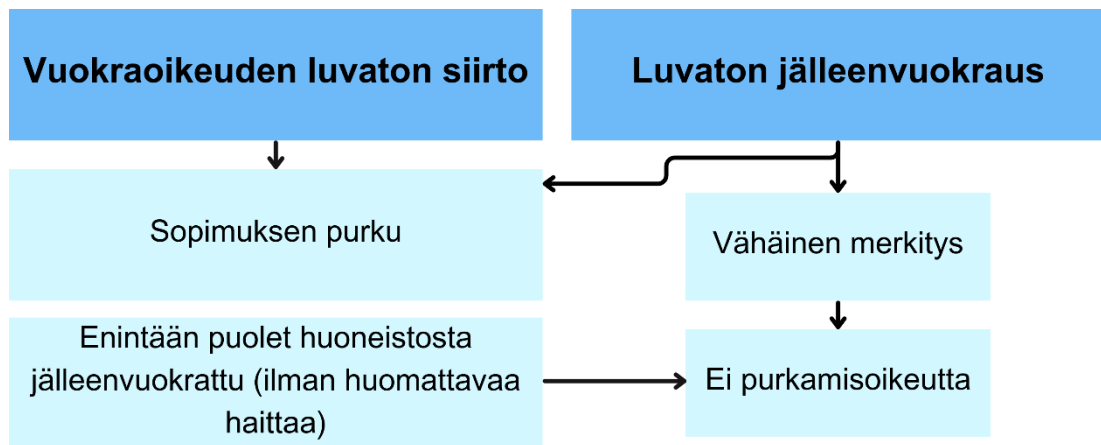 Vuokraoikeuden luvaton siirto
Luvaton jälleenvuokraus
Sopimuksen purku
Vähäinen merkitys
Enintään puolet huoneistosta
jälleenvuokrattu (ilman huomattavaa
haittaa)
Ei purkamisoikeutta